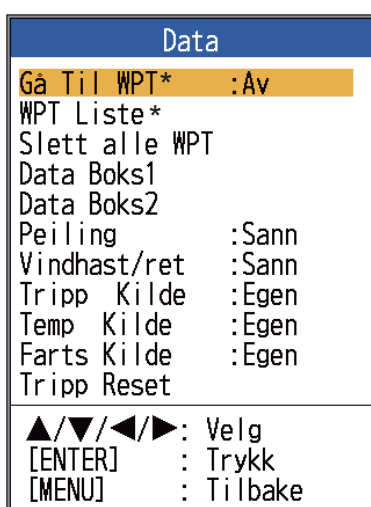 Data
Gå Til WPT* :Av
WPT Liste*
Slett alle WPT
Data Boks1
Data Boks2
Peiling :Sann
Vindhast/ret :Sann
Tripp Kilde :Egen
Temp Kilde :Egen
Farts Kilde :Egen
Tripp Reset
▲/▼/◀/▶: Velg
[ENTER] : Trykk
[MENU] : Tilbake